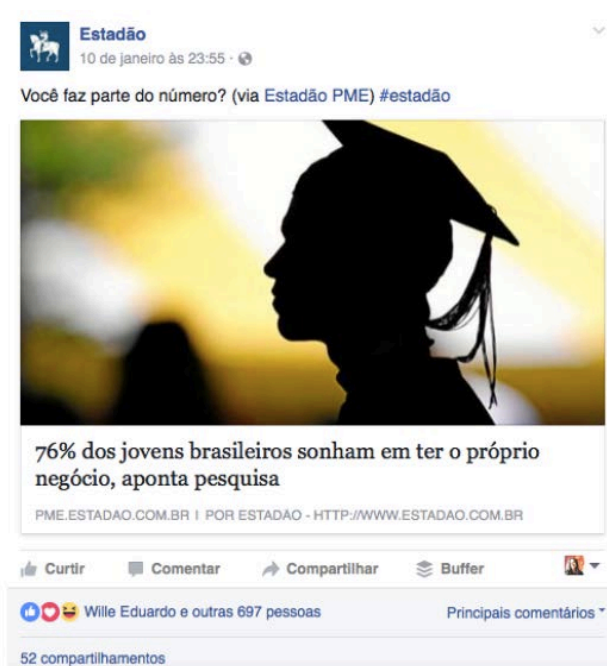 Estadão
10 de janeiro às 23:55 ·
Você faz parte do número? (via Estadão PME) #estadão
76% dos jovens brasileiros sonham em ter o próprio
negócio, aponta pesquisa
PME.ESTADAO.COM.BR | POR ESTADÃO - HTTP://WWW.ESTADAO.COM.BR
Curtir Comentar Compartilhar Buffer
Wille Eduardo e outras 697 pessoas Principais comentários
52 compartilhamentos